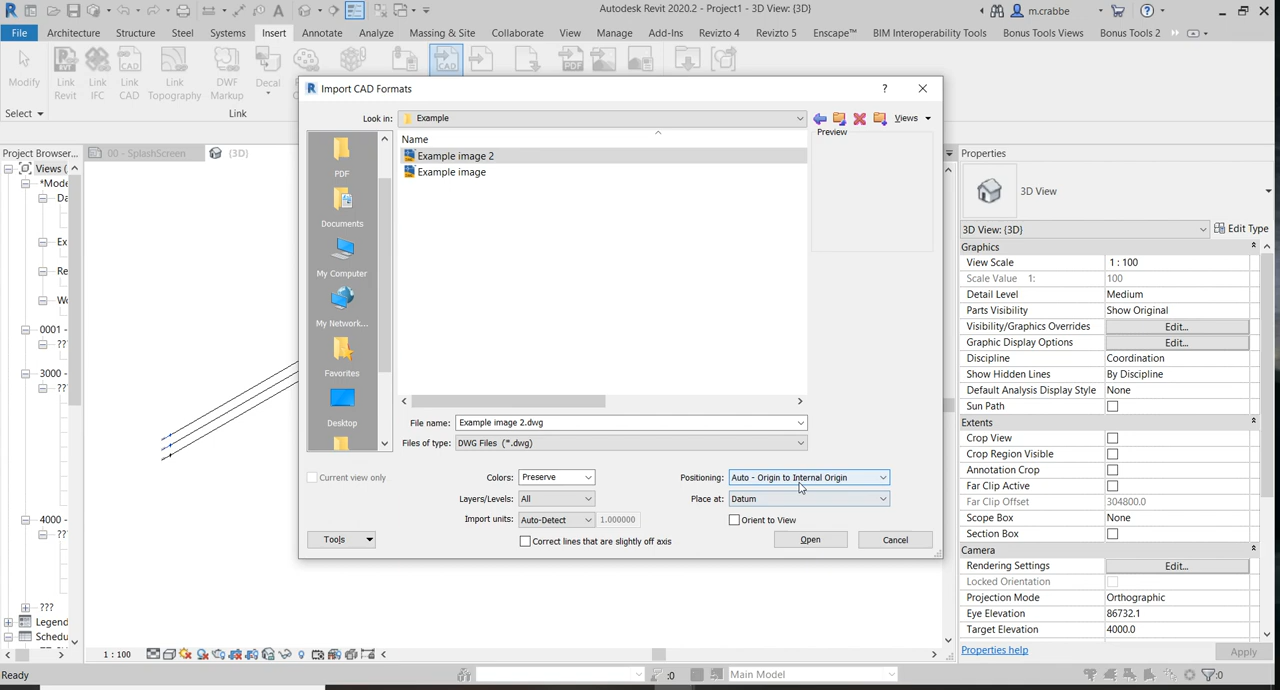 Autodesk Revit 2020.2 - Project1 - 3D View: {3D}
m.crabbe
File Architecture Structure Steel Systems Insert Annotate Analyze Massing & Site Collaborate View Manage Add-Ins Revizto 4 Revizto 5 Enscape™ BIM Interoperability Tools Bonus Tools Views Bonus Tools 2
Modify
Link Revit
Link IFC
Link CAD
Link Topography
DWF Markup
Decal
Select
Link
Import CAD Formats
Look in: Example
Views
Name
Preview
Example image 2
Example image
PDF
Documents
My Computer
My Network...
Favorites
Desktop
File name: Example image 2.dwg
Files of type: DWG Files (*.dwg)
Current view only
Colors: Preserve
Positioning: Auto - Origin to Internal Origin
Layers/Levels: All
Place at: Datum
Import units: Auto-Detect 1.000000
Orient to View
Correct lines that are slightly off axis
Tools
Open
Cancel
Project Browser...
00 - SplashScreen
{3D}
Views (
*Mode
Da
Ex
Re
Wo
0001 -
??
3000 -
??
4000 -
??
???
Legend
Schedu
Properties
3D View
3D View: {3D}
Edit Type
Graphics
View Scale 1 : 100
Scale Value 1: 100
Detail Level Medium
Parts Visibility Show Original
Visibility/Graphics Overrides Edit...
Graphic Display Options Edit...
Discipline Coordination
Show Hidden Lines By Discipline
Default Analysis Display Style None
Sun Path
Extents
Crop View
Crop Region Visible
Annotation Crop
Far Clip Active
Far Clip Offset 304800.0
Scope Box None
Section Box
Camera
Rendering Settings Edit...
Locked Orientation
Projection Mode Orthographic
Eye Elevation 86732.1
Target Elevation 4000.0
Properties help
Apply
1 : 100
Ready
:0
Main Model
:0